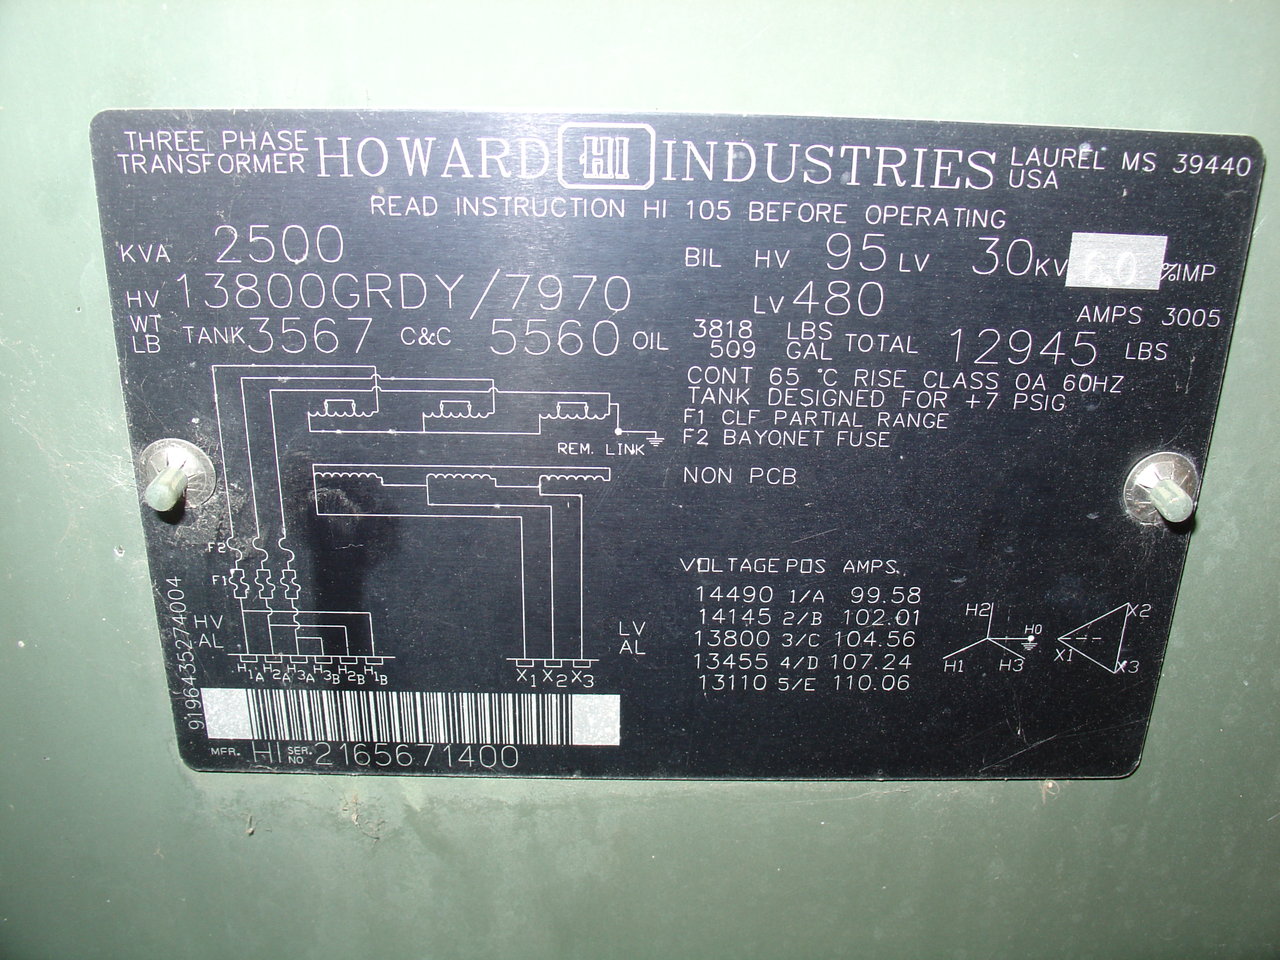 THREE PHASE TRANSFORMER HOWARD HI INDUSTRIES LAUREL MS 39440 USA
READ INSTRUCTION HI 105 BEFORE OPERATING
KVA 2500 BIL HV 95 LV 30KV %IMP
HV 13800GRDY/7970 LV 480 AMPS 3005
WT LB TANK 3567 C&C 5560 OIL 3818 LBS 509 GAL TOTAL 12945 LBS
CONT 65 °C RISE CLASS OA 60HZ
TANK DESIGNED FOR +7 PSIG
F1 CLF PARTIAL RANGE
F2 BAYONET FUSE
REM. LINK
NON PCB
F2
F1
HV AL
LV AL
H1A H2A H3A H3B H2B H1B
X1 X2 X3
VOLTAGE POS AMPS.
14490 1/A 99.58
14145 2/B 102.01
13800 3/C 104.56
13455 4/D 107.24
13110 5/E 110.06
H2 H0 H1 H3
X2 X1 X3
9196435274004
MFR. HI SER. NO 2165671400